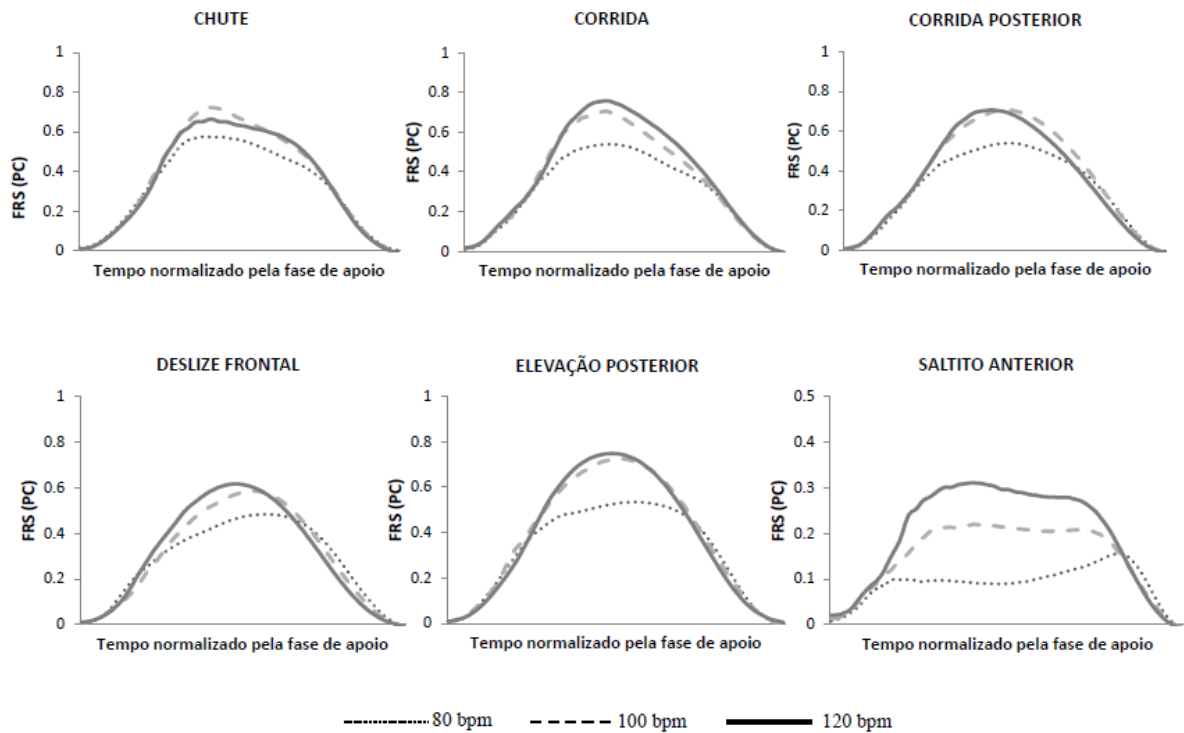 CHUTE
CORRIDA
CORRIDA POSTERIOR
1
0.8
0.6
0.4
0.2
0
FRS (PC)
Tempo normalizado pela fase de apoio
1
0.8
0.6
0.4
0.2
0
FRS (PC)
Tempo normalizado pela fase de apoio
1
0.8
0.6
0.4
0.2
0
FRS (PC)
Tempo normalizado pela fase de apoio
DESLIZE FRONTAL
ELEVAÇÃO POSTERIOR
SALTITO ANTERIOR
1
0.8
0.6
0.4
0.2
0
FRS (PC)
Tempo normalizado pela fase de apoio
1
0.8
0.6
0.4
0.2
0
FRS (PC)
Tempo normalizado pela fase de apoio
0.5
0.4
0.3
0.2
0.1
0
FRS (PC)
Tempo normalizado pela fase de apoio
80 bpm
100 bpm
120 bpm